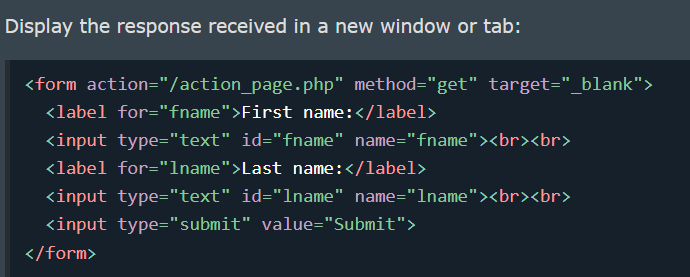 Display the response received in a new window or tab:
<form action="/action_page.php" method="get" target="_blank">
  <label for="fname">First name:</label>
  <input type="text" id="fname" name="fname"><br><br>
  <label for="lname">Last name:</label>
  <input type="text" id="lname" name="lname"><br><br>
  <input type="submit" value="Submit">
</form>